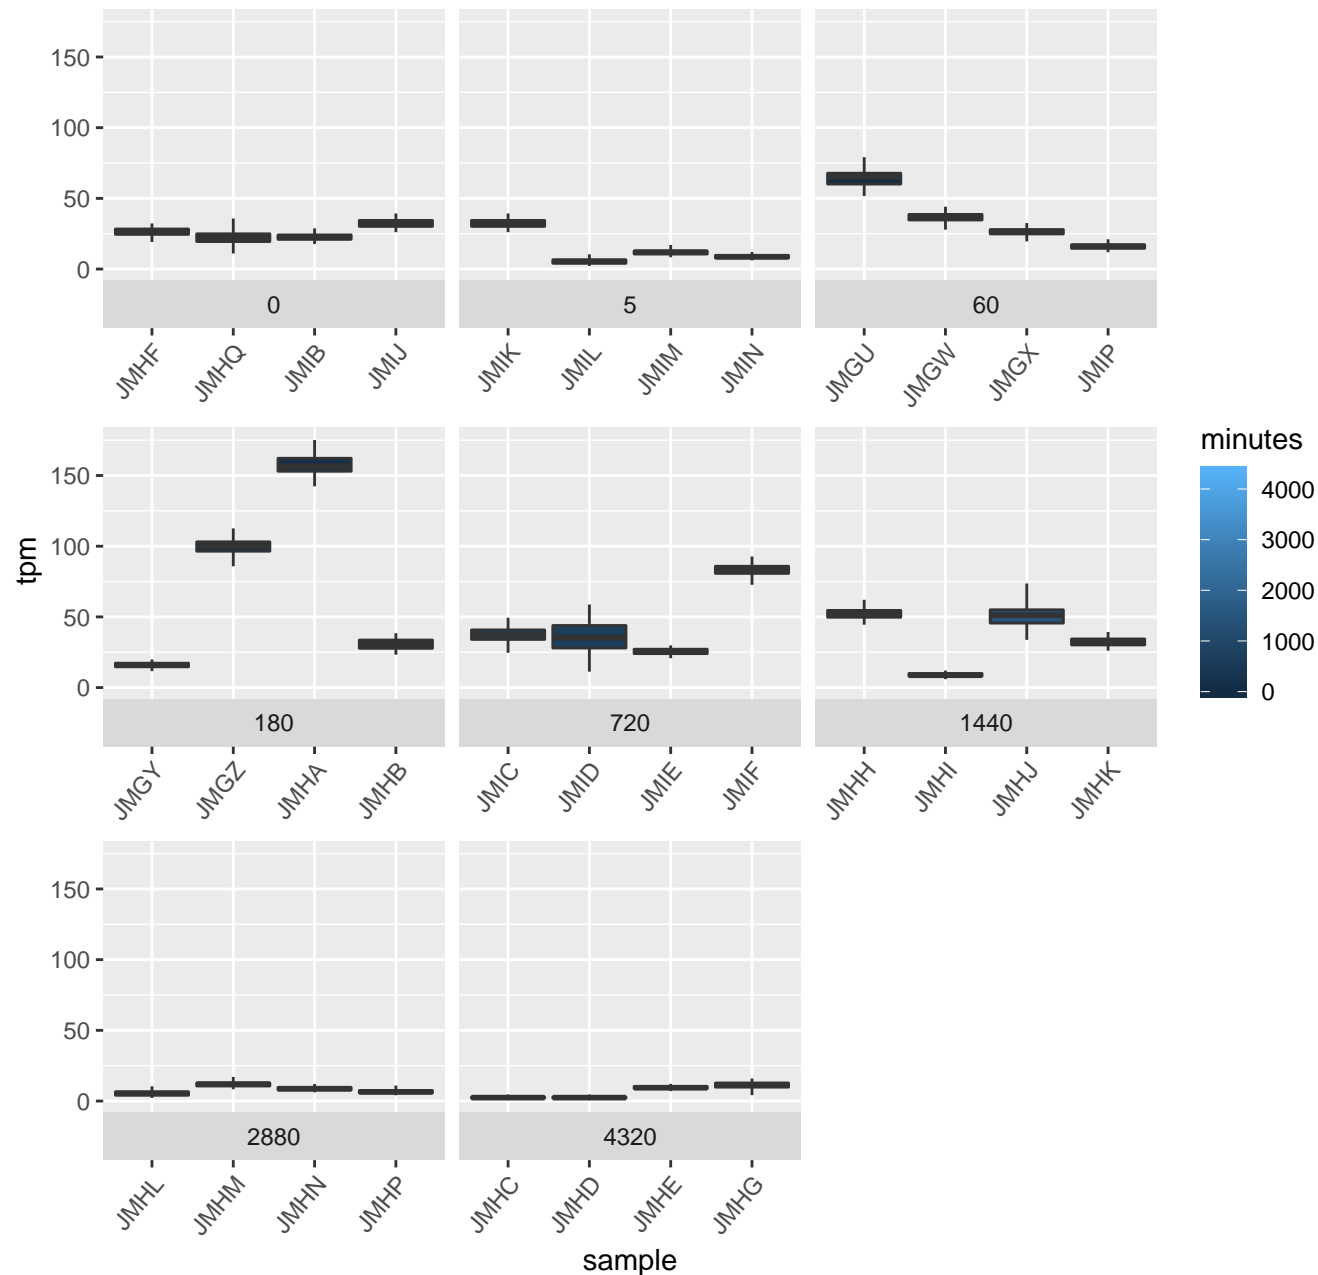 150
100
50
0
0 5 60
JMHF JMHQ JMIB JMIJ JMIK JMIL JMIM JMIN JMGU JMGW JMGX JMIP
tpm
150
100
50
0
180 720 1440
JMGY JMGZ JMHA JMHB JMIC JMID JMIE JMIF JMHH JMHI JMHJ JMHK
minutes
4000
3000
2000
1000
0
150
100
50
0
2880 4320
JMHL JMHM JMHN JMHP JMHC JMHD JMHE JMHG
sample